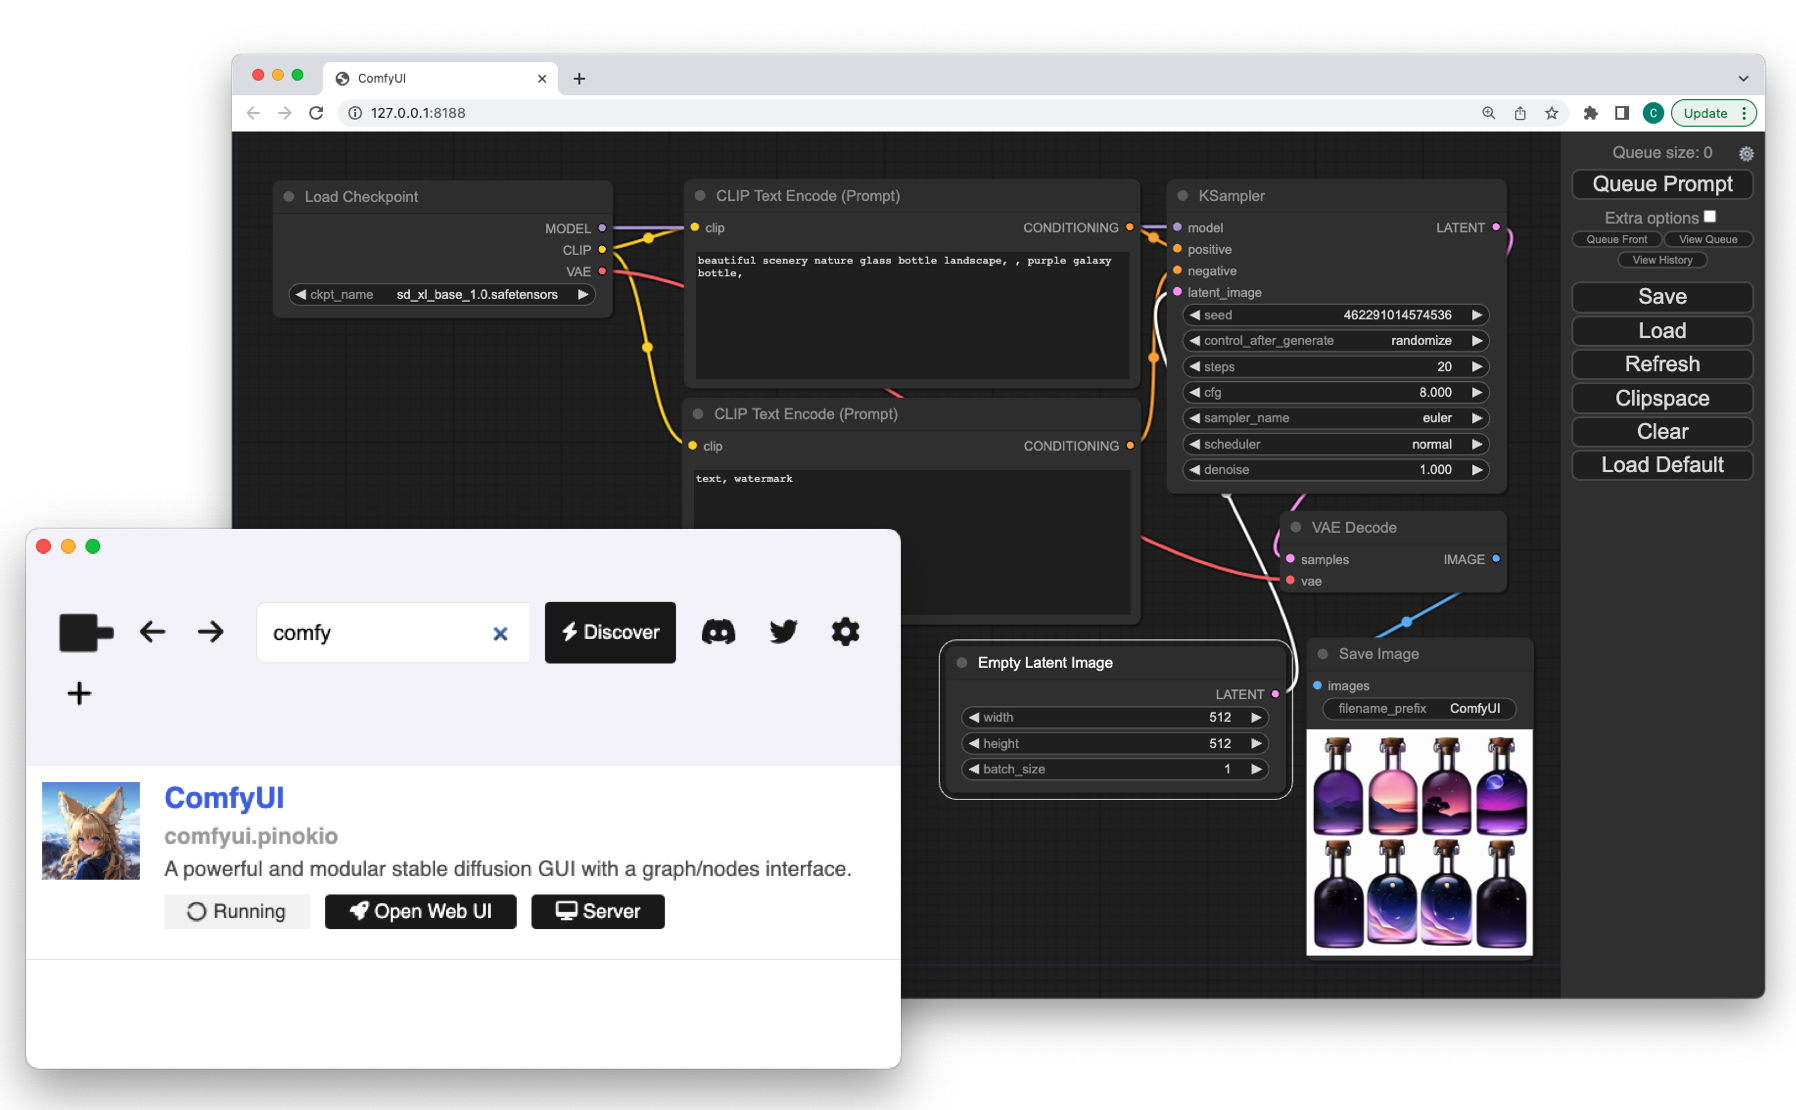 ComfyUI
127.0.0.1:8188
C
Update
Load Checkpoint
MODEL
CLIP
VAE
ckpt_name sd_xl_base_1.0.safetensors
CLIP Text Encode (Prompt)
clip CONDITIONING
beautiful scenery nature glass bottle landscape, , purple galaxy
bottle,
CLIP Text Encode (Prompt)
clip CONDITIONING
text, watermark
KSampler
LATENT
model
positive
negative
latent_image
seed 462291014574536
control_after_generate randomize
steps 20
cfg 8.000
sampler_name euler
scheduler normal
denoise 1.000
VAE Decode
samples IMAGE
vae
Empty Latent Image
LATENT
width 512
height 512
batch_size 1
Save Image
images
filename_prefix ComfyUI
Queue size: 0
Queue Prompt
Extra options
Queue Front View Queue
View History
Save
Load
Refresh
Clipspace
Clear
Load Default
comfy
Discover
ComfyUI
comfyui.pinokio
A powerful and modular stable diffusion GUI with a graph/nodes interface.
Running Open Web UI Server